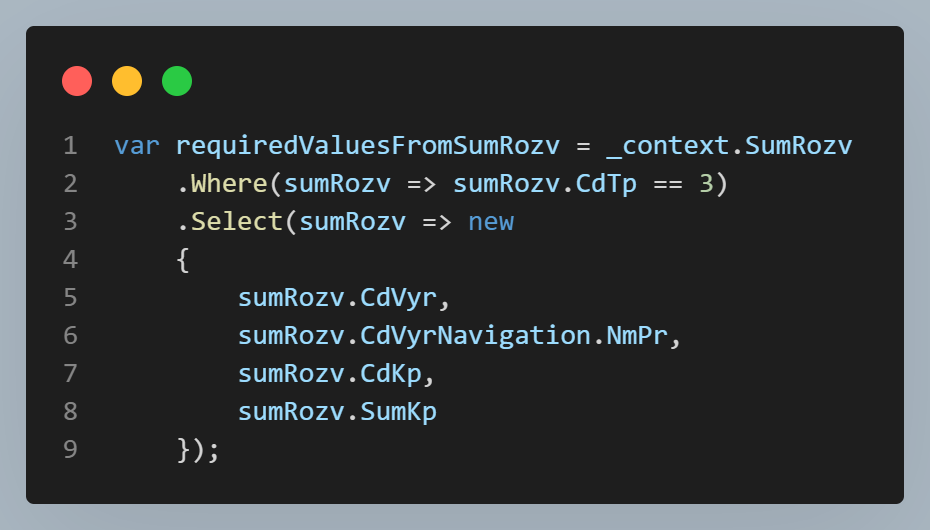 1 var requiredValuesFromSumRozv = _context.SumRozv
2 .Where(sumRozv => sumRozv.CdTp == 3)
3 .Select(sumRozv => new
4 {
5 sumRozv.CdVyr,
6 sumRozv.CdVyrNavigation.NmPr,
7 sumRozv.CdKp,
8 sumRozv.SumKp
9 });